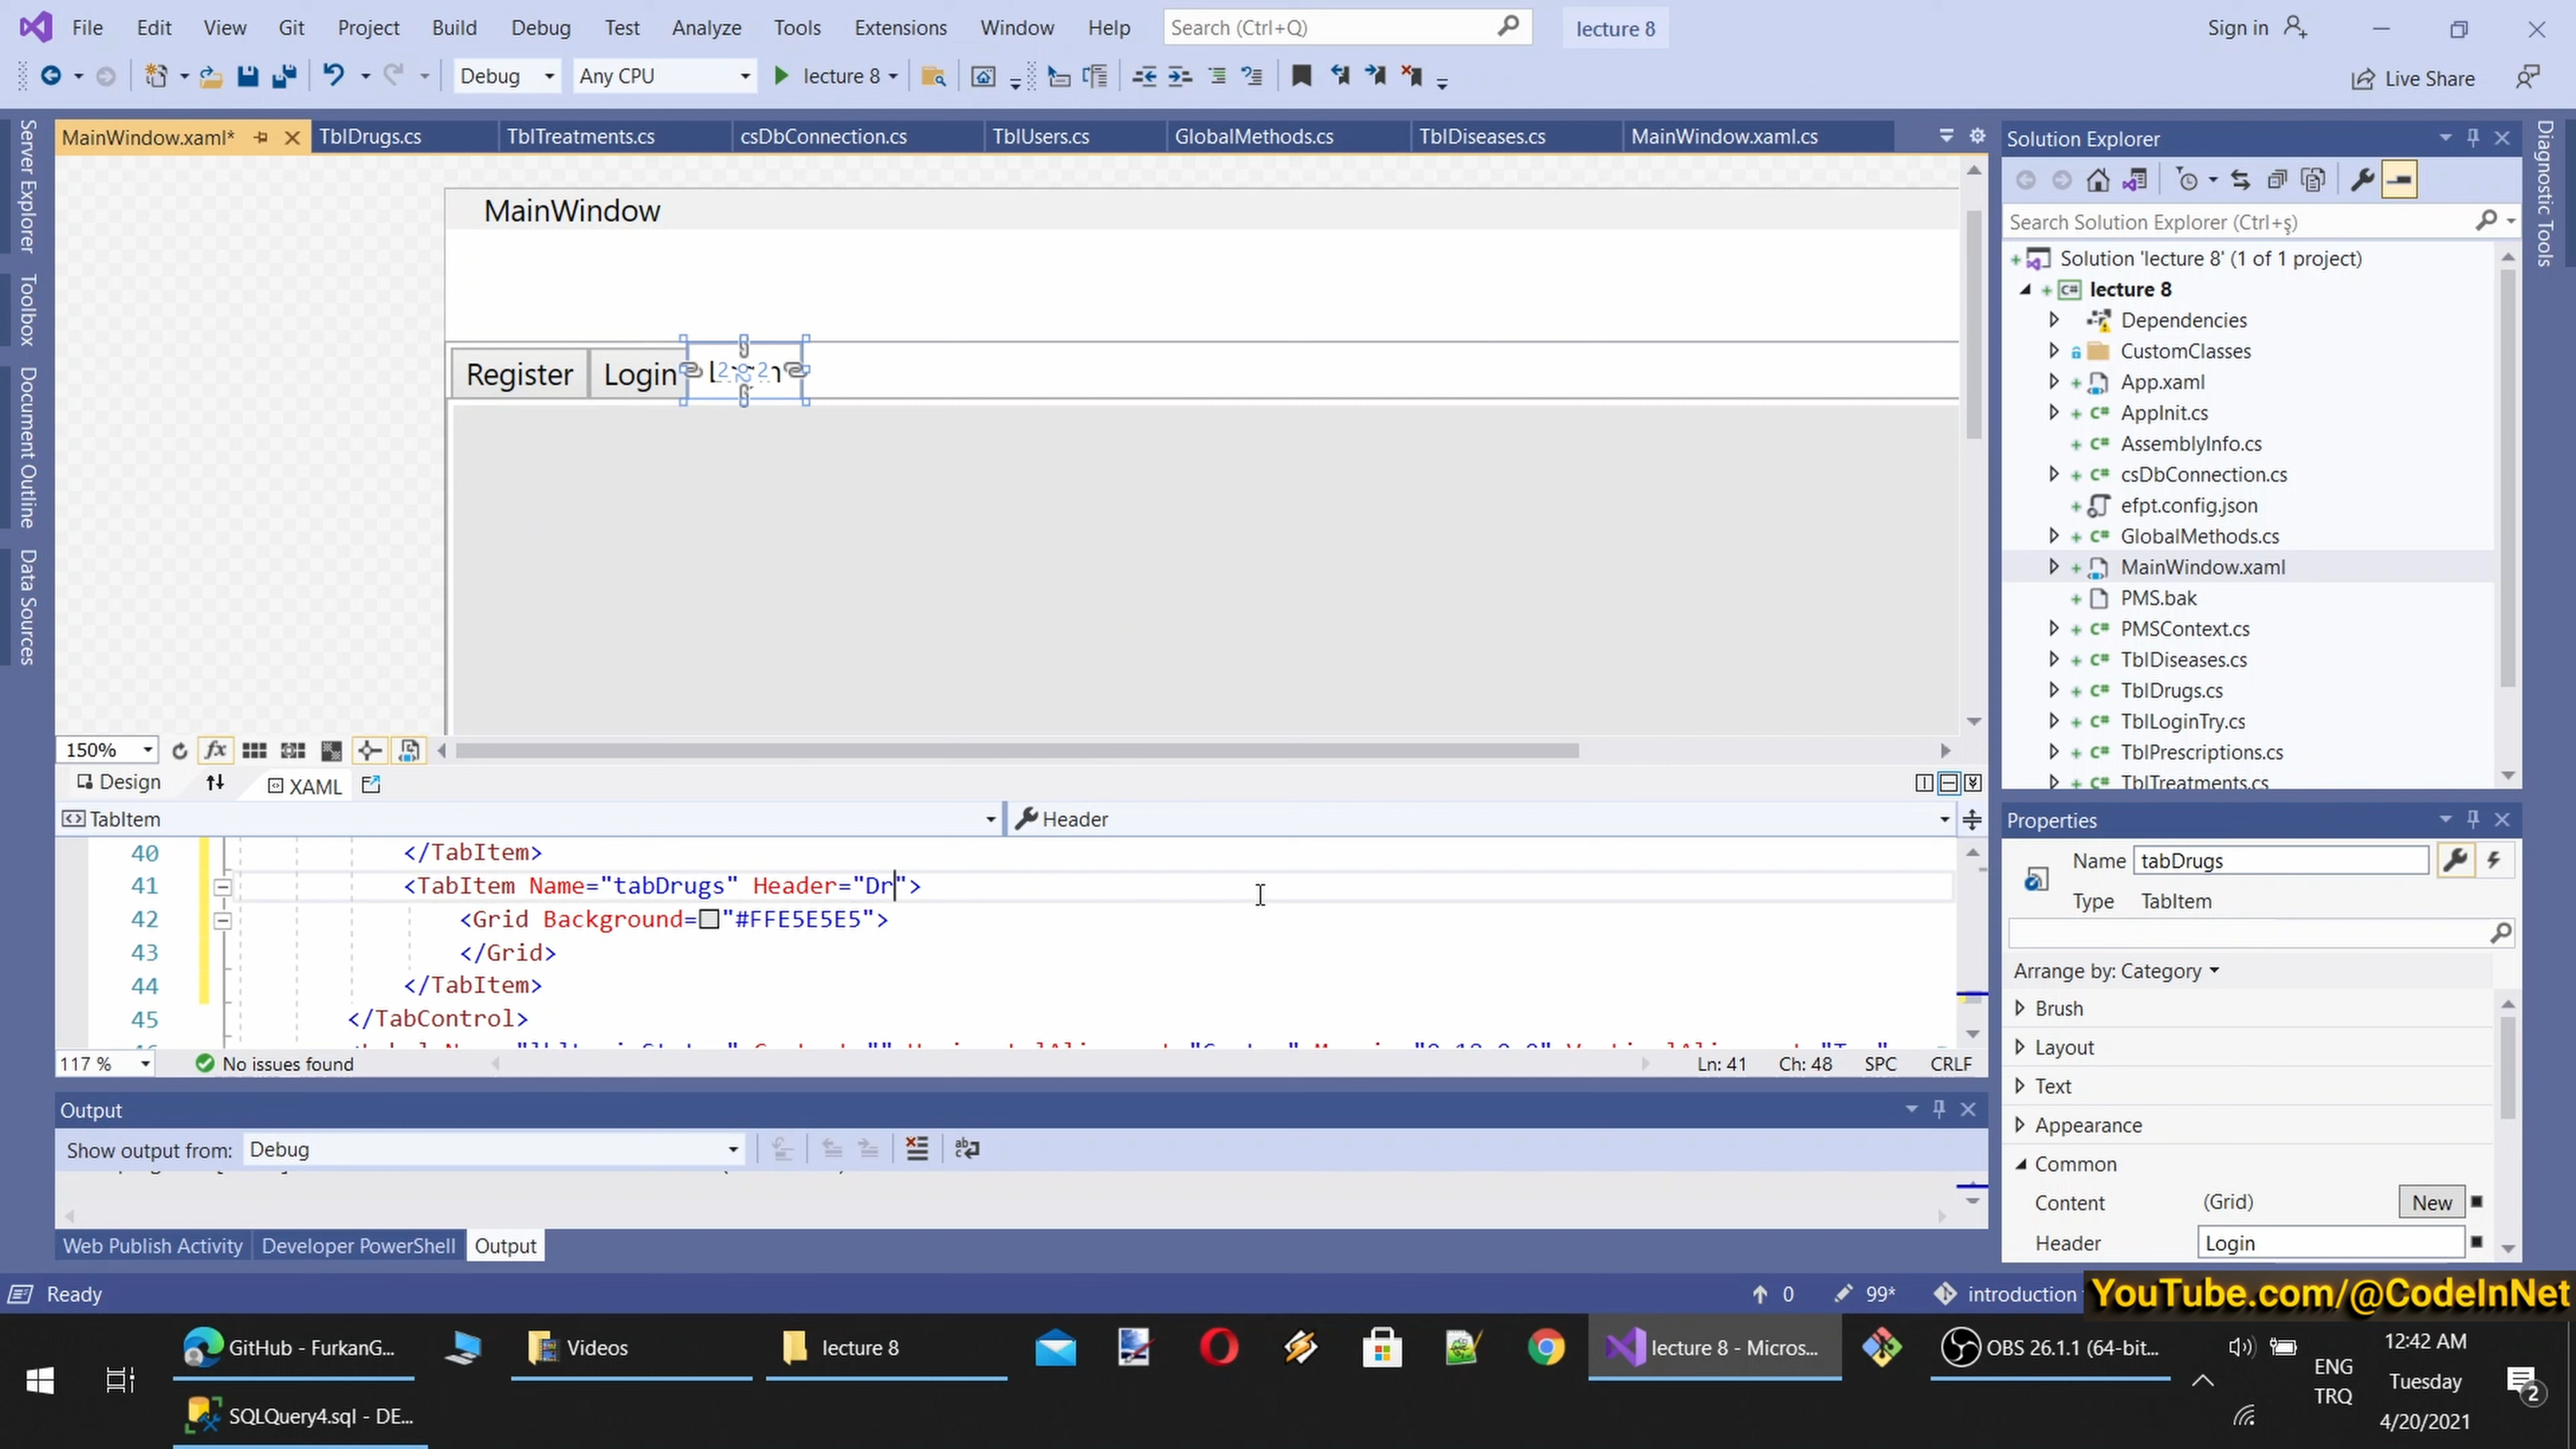 File Edit View Git Project Build Debug Test Analyze Tools Extensions Window Help Search (Ctrl+Q) lecture 8 Sign in
Debug Any CPU lecture 8 Live Share
Server Explorer
Toolbox
Document Outline
Data Sources
MainWindow.xaml* TblDrugs.cs TblTreatments.cs csDbConnection.cs TblUsers.cs GlobalMethods.cs TblDiseases.cs MainWindow.xaml.cs
MainWindow
Register Login
150%
Design XAML
TabItem Header
40 </TabItem>
41 <TabItem Name="tabDrugs" Header="Dr">
42 <Grid Background="#FFE5E5E5">
43 </Grid>
44 </TabItem>
45 </TabControl>
117 % No issues found Ln: 41 Ch: 48 SPC CRLF
Output
Show output from: Debug
Web Publish Activity Developer PowerShell Output
Solution Explorer
Search Solution Explorer (Ctrl+ş)
Solution 'lecture 8' (1 of 1 project)
lecture 8
Dependencies
CustomClasses
App.xaml
AppInit.cs
AssemblyInfo.cs
csDbConnection.cs
efpt.config.json
GlobalMethods.cs
MainWindow.xaml
PMS.bak
PMSContext.cs
TblDiseases.cs
TblDrugs.cs
TblLoginTry.cs
TblPrescriptions.cs
TblTreatments.cs
Diagnostic Tools
Properties
Name tabDrugs
Type TabItem
Arrange by: Category
Brush
Layout
Text
Appearance
Common
Content (Grid) New
Header Login
Ready 0 99* introduction
YouTube.com/@CodeInNet
GitHub - FurkanG... Videos lecture 8 lecture 8 - Micros... OBS 26.1.1 (64-bit...
SQLQuery4.sql - DE...
ENG
TRQ
12:42 AM
Tuesday
4/20/2021
2